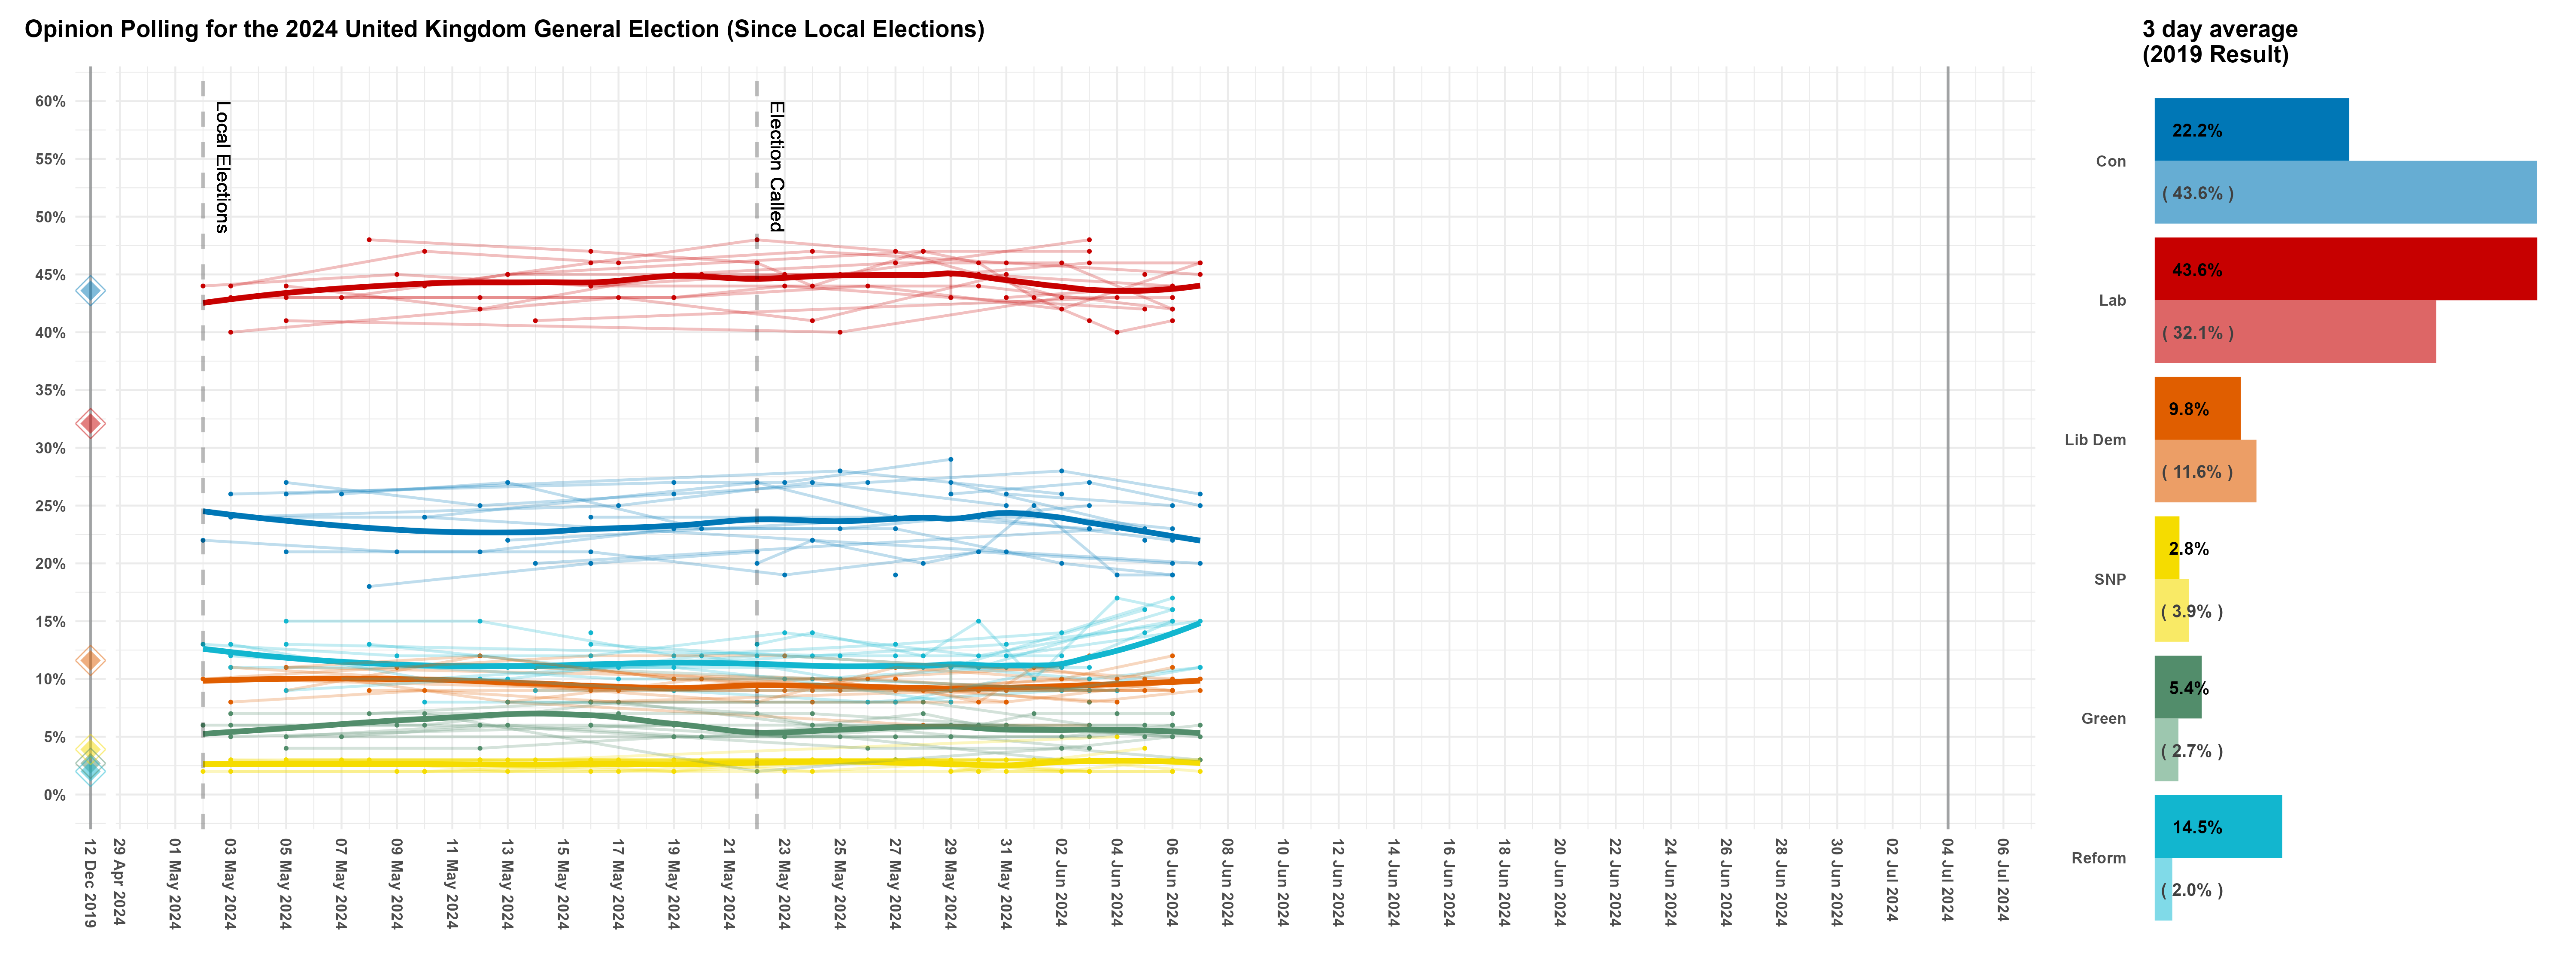 Opinion Polling for the 2024 United Kingdom General Election (Since Local Elections)
60%
55%
50%
45%
40%
35%
30%
25%
20%
15%
10%
5%
0%
Local Elections
Election Called
12 Dec 2019
29 Apr 2024
01 May 2024
03 May 2024
05 May 2024
07 May 2024
09 May 2024
11 May 2024
13 May 2024
15 May 2024
17 May 2024
19 May 2024
21 May 2024
23 May 2024
25 May 2024
27 May 2024
29 May 2024
31 May 2024
02 Jun 2024
04 Jun 2024
06 Jun 2024
08 Jun 2024
10 Jun 2024
12 Jun 2024
14 Jun 2024
16 Jun 2024
18 Jun 2024
20 Jun 2024
22 Jun 2024
24 Jun 2024
26 Jun 2024
28 Jun 2024
30 Jun 2024
02 Jul 2024
04 Jul 2024
06 Jul 2024
3 day average
(2019 Result)
Con
22.2%
( 43.6% )
Lab
43.6%
( 32.1% )
Lib Dem
9.8%
( 11.6% )
SNP
2.8%
( 3.9% )
Green
5.4%
( 2.7% )
Reform
14.5%
( 2.0% )